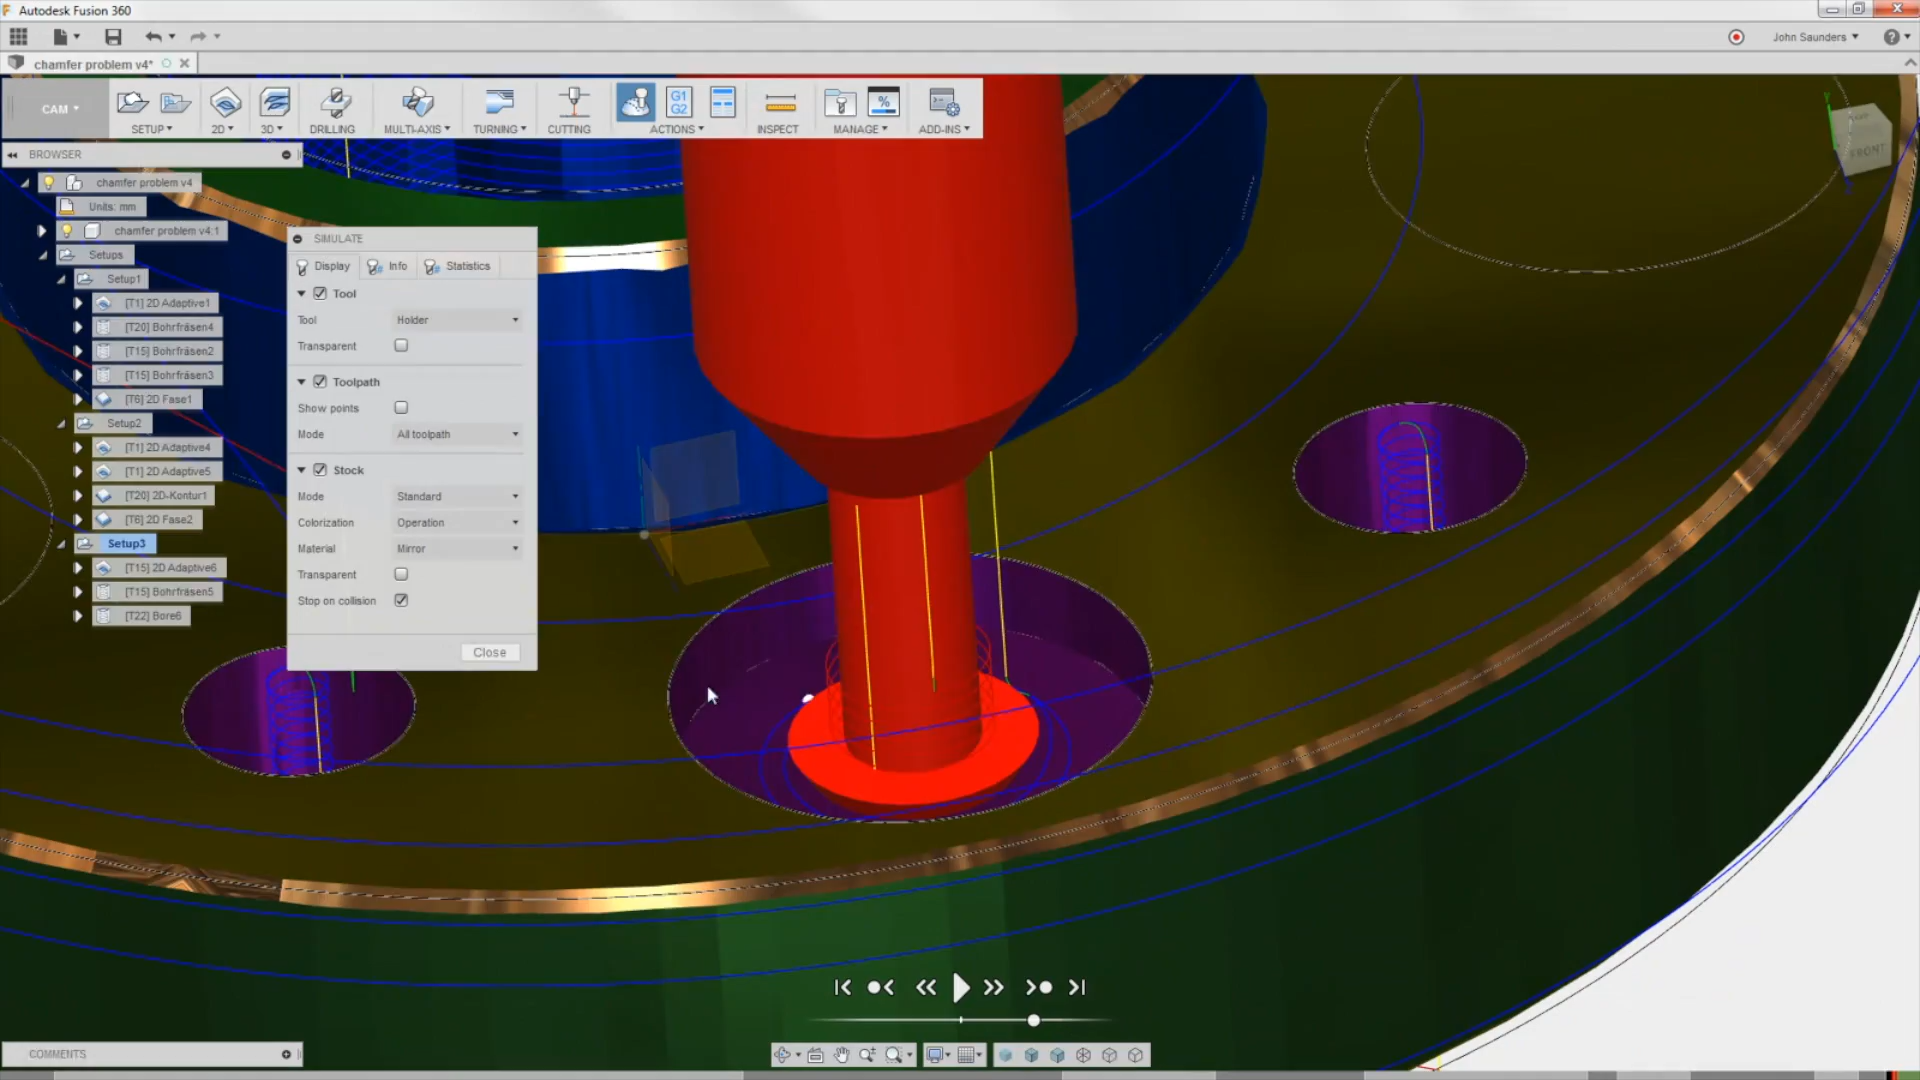 Autodesk Fusion 360
John Saunders
chamfer problem v4*
CAM
SETUP
2D
3D
DRILLING
MULTI-AXIS
TURNING
CUTTING
G1
G2
ACTIONS
INSPECT
%
MANAGE
ADD-INS
FRONT
BROWSER
chamfer problem v4
Units: mm
chamfer problem v4:1
Setups
Setup1
[T1] 2D Adaptive1
[T20] Bohrfräsen4
[T15] Bohrfräsen2
[T15] Bohrfräsen3
[T6] 2D Fase1
Setup2
[T1] 2D Adaptive4
[T1] 2D Adaptive5
[T20] 2D-Kontur1
[T6] 2D Fase2
Setup3
[T15] 2D Adaptive6
[T15] Bohrfräsen5
[T22] Bore6
SIMULATE
Display
Info
Statistics
Tool
Tool Holder
Transparent
Toolpath
Show points
Mode All toolpath
Stock
Mode Standard
Colorization Operation
Material Mirror
Transparent
Stop on collision
Close
COMMENTS